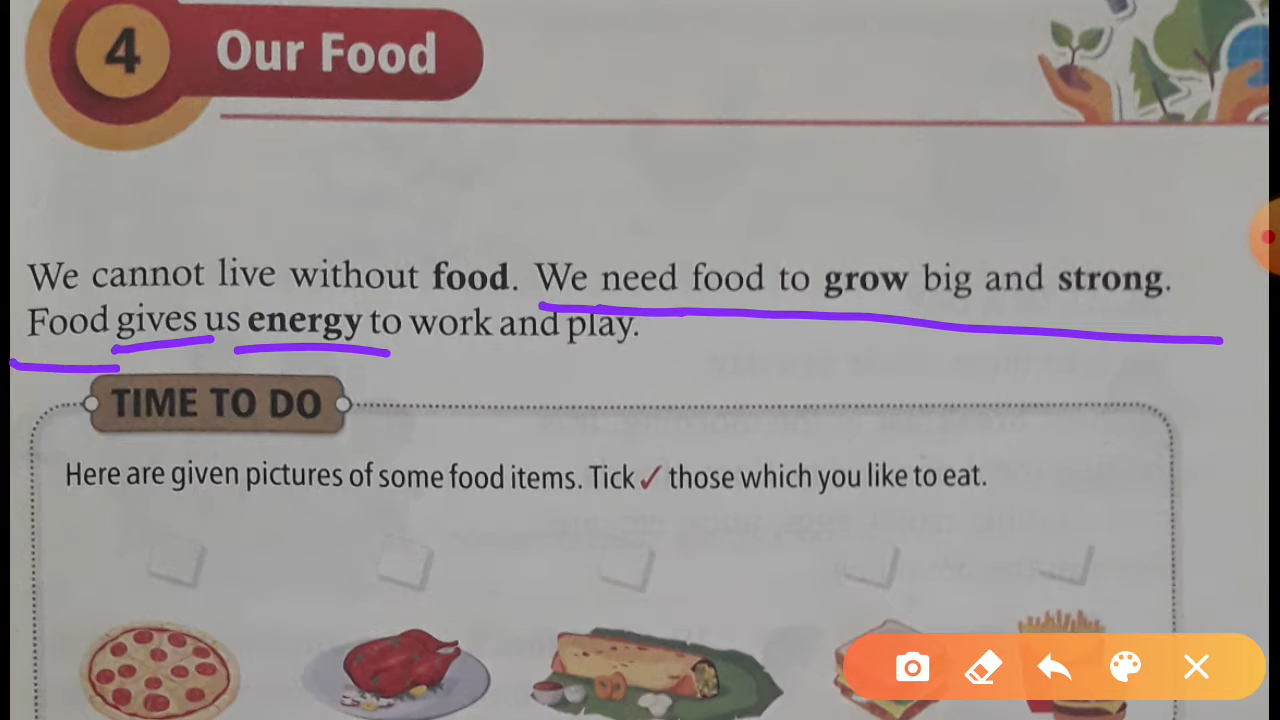 4 Our Food
We cannot live without food. We need food to grow big and strong.
Food gives us energy to work and play.
TIME TO DO
Here are given pictures of some food items. Tick ✓ those which you like to eat.